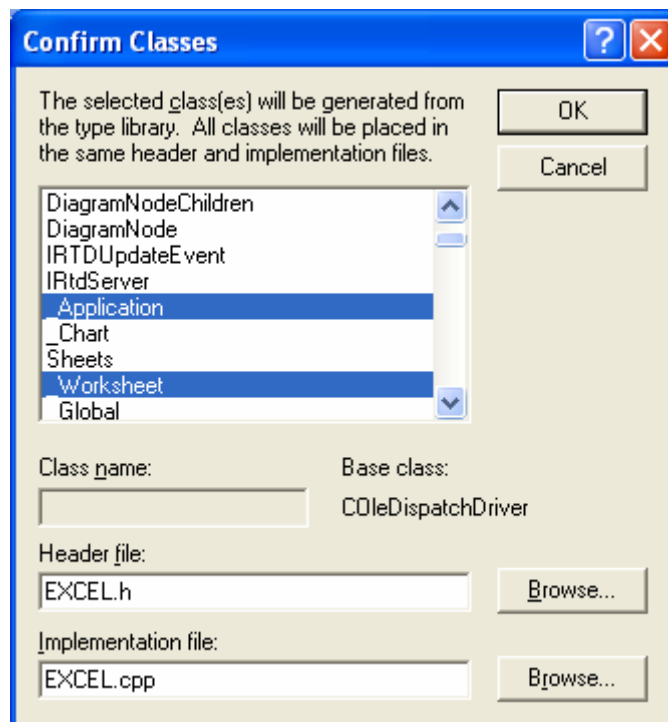 Confirm Classes
The selected class(es) will be generated from
the type library. All classes will be placed in
the same header and implementation files.
OK
Cancel
DiagramNodeChildren
DiagramNode
IRTDUpdateEvent
IRtdServer
_Application
_Chart
Sheets
_Worksheet
_Global
Class name:
Base class:
COleDispatchDriver
Header file:
EXCEL.h
Browse...
Implementation file:
EXCEL.cpp
Browse...